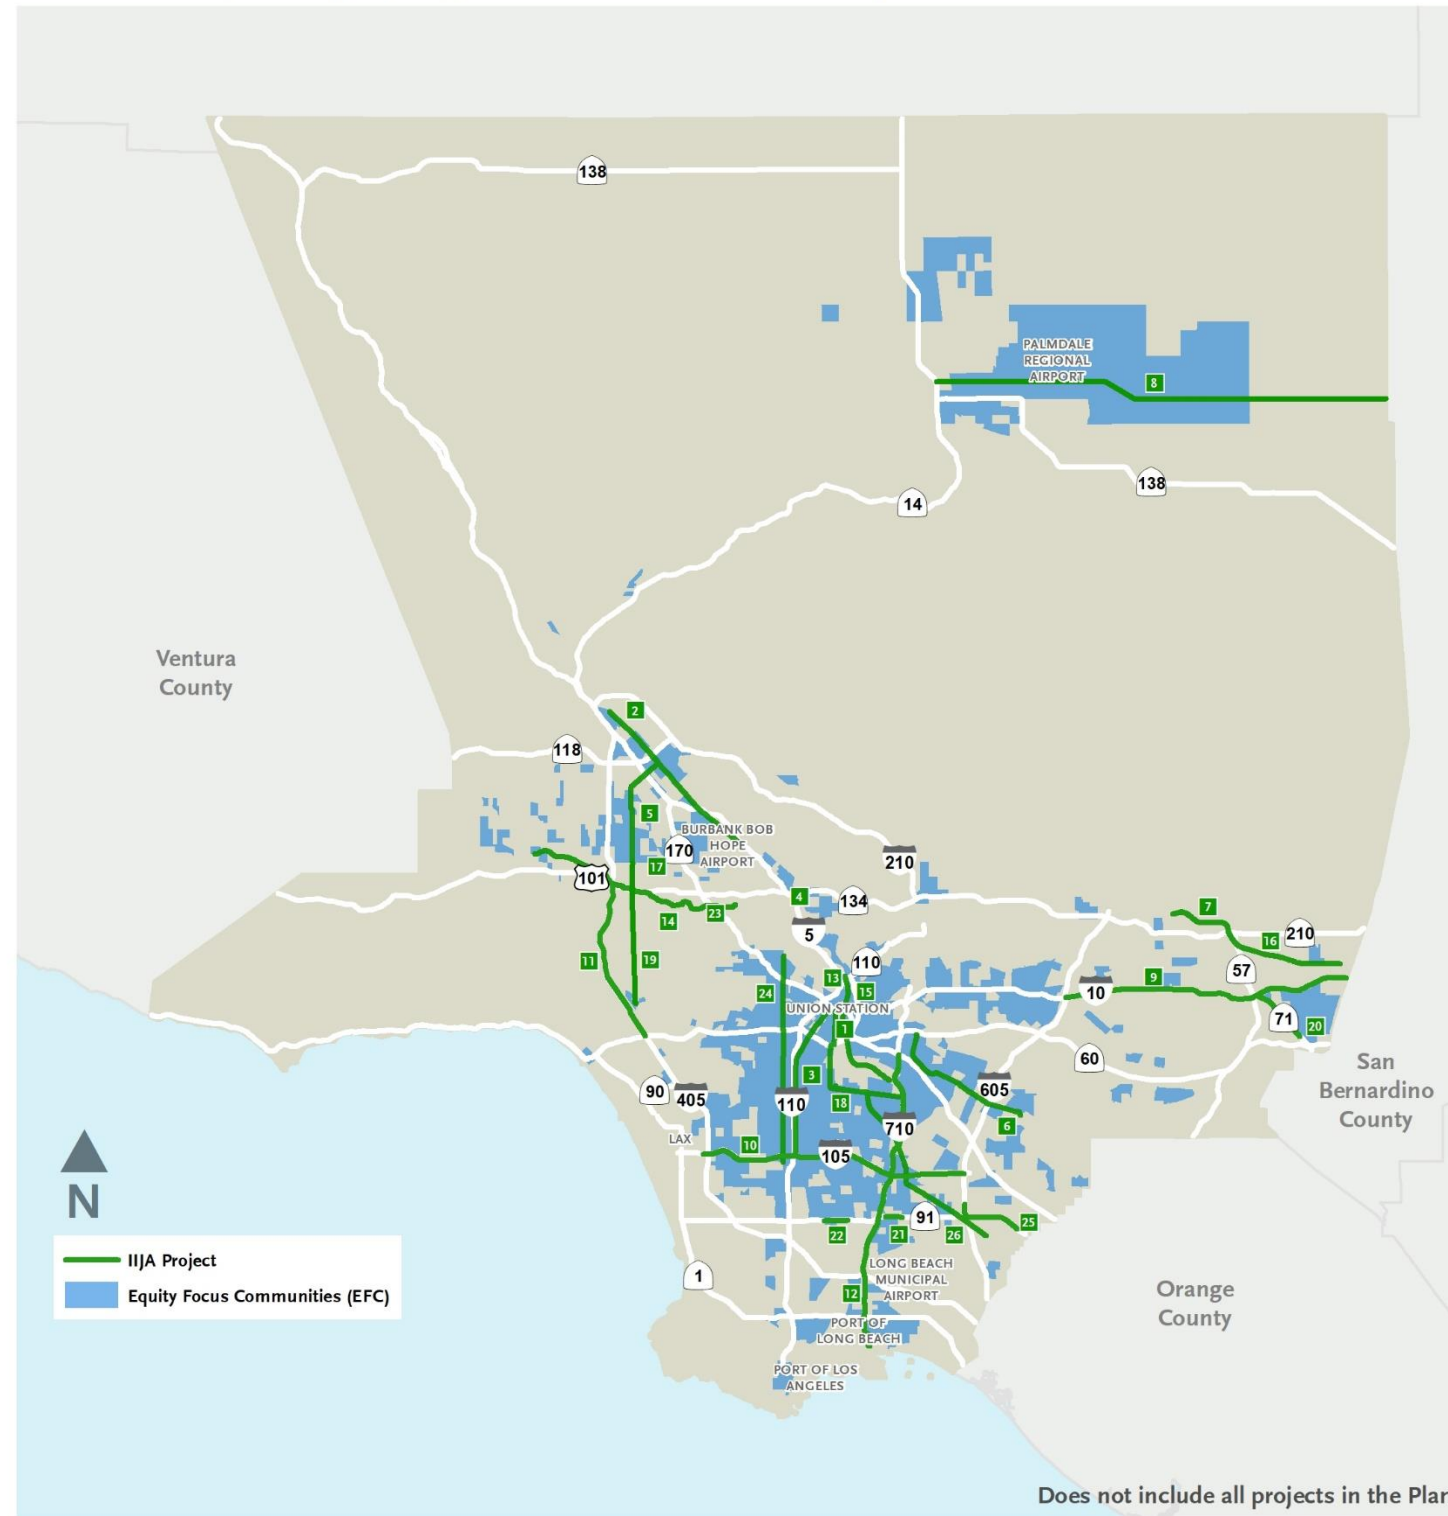 138
PALMDALE
REGIONAL
AIRPORT
8
138
14
Ventura
County
2
118
5
BURBANK BOB
HOPE
AIRPORT
170
17
101
210
4
134
7
14
23
5
16
210
11
19
13
110
57
9
24
15
10
UNION STATION
71
20
1
60
San
Bernardino
County
3
605
90
405
110
18
6
710
LAX
10
105
91
25
22
21
26
N
IIJA Project
Equity Focus Communities (EFC)
1
LONG BEACH
MUNICIPAL
AIRPORT
12
Orange
County
PORT OF
LONG BEACH
PORT OF LOS
ANGELES
Does not include all projects in the Plan